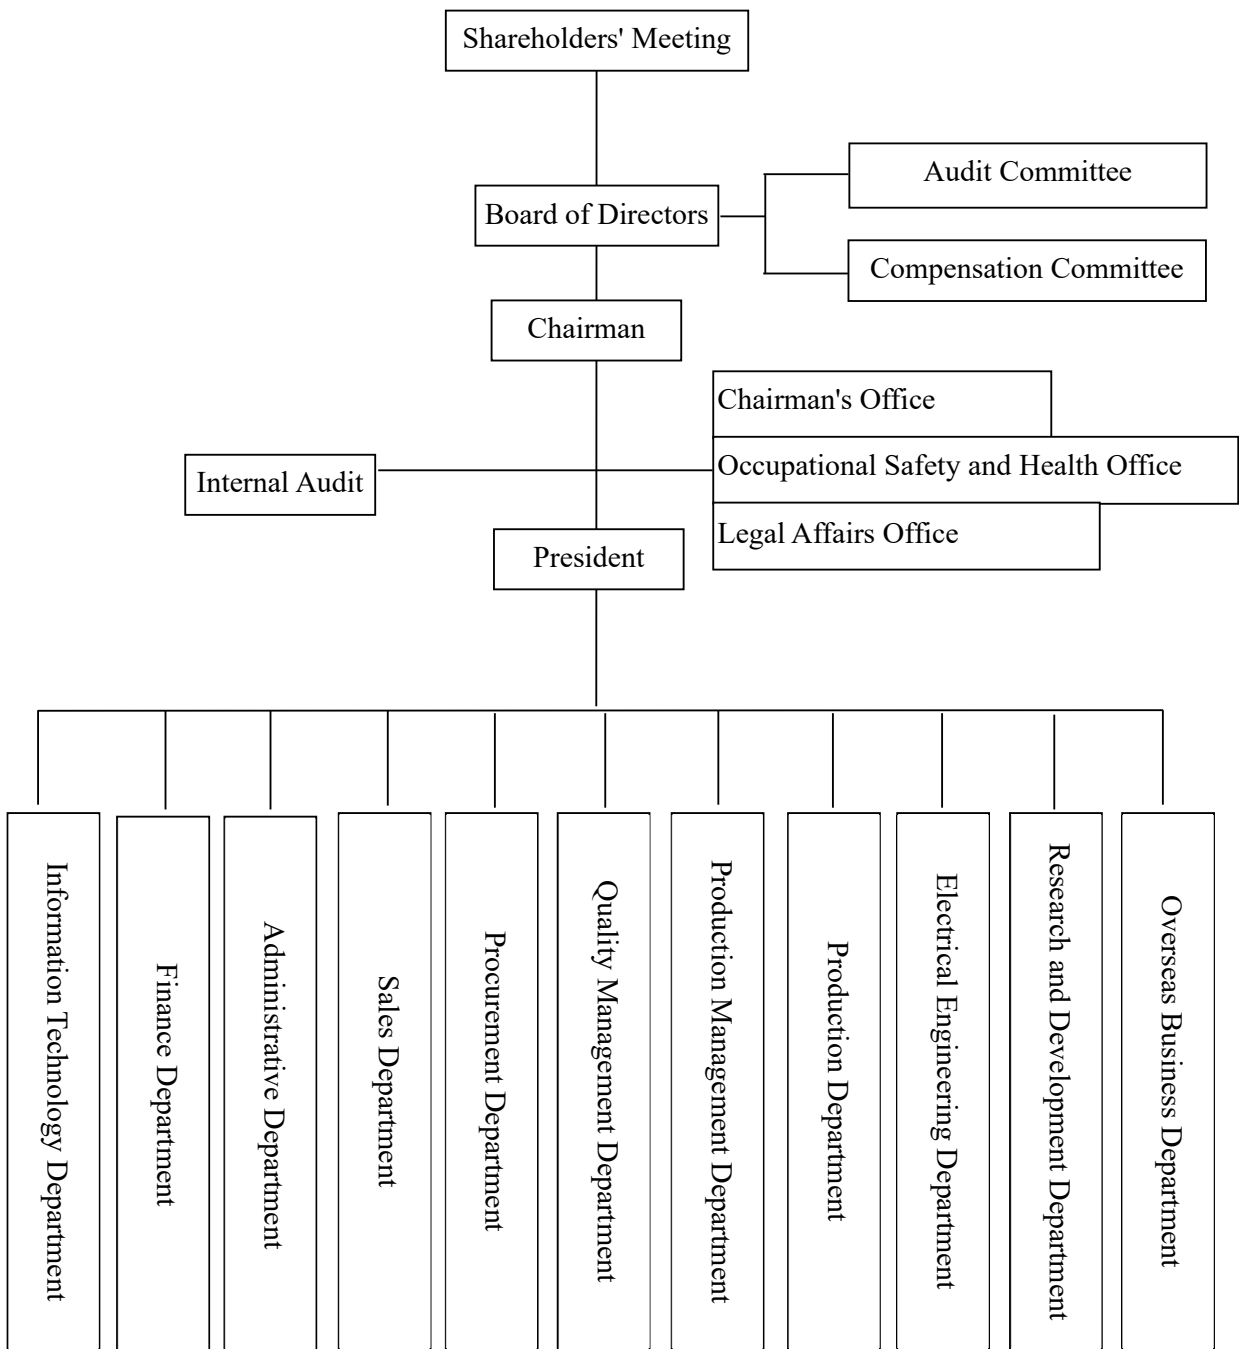 Shareholders' Meeting
Audit Committee
Board of Directors
Compensation Committee
Chairman
Chairman's Office
Occupational Safety and Health Office
Internal Audit
Legal Affairs Office
President
Information Technology Department
Finance Department
Administrative Department
Sales Department
Procurement Department
Quality Management Department
Production Management Department
Production Department
Electrical Engineering Department
Research and Development Department
Overseas Business Department